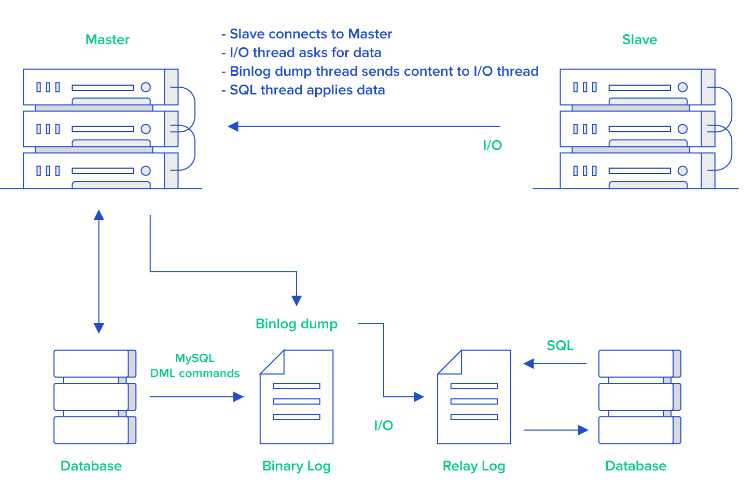 Master
- Slave connects to Master
- I/O thread asks for data
- Binlog dump thread sends content to I/O thread
- SQL thread applies data
Slave
I/O
Binlog dump
MySQL
DML commands
SQL
I/O
Database
Binary Log
Relay Log
Database